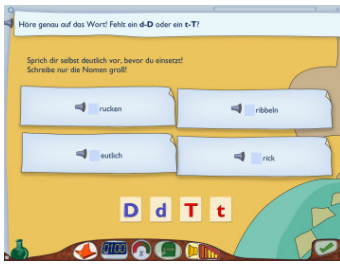 Höre genau auf das Wort! Fehlt ein d-D oder ein t-T?
Sprich dir selbst deutlich vor, bevor du einsetzt!
Schreibe nur die Nomen groß!
rucken
ribbeln
eutlich
rick
D d T t